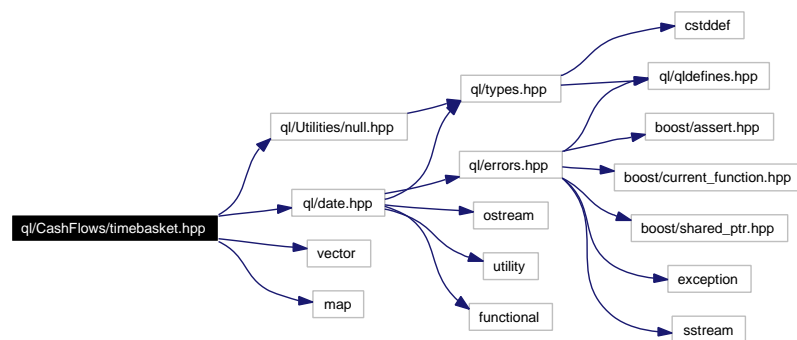 cstddef
ql/qldefines.hpp
ql/types.hpp
ql/Utilities/null.hpp
boost/assert.hpp
ql/errors.hpp
boost/current_function.hpp
ql/date.hpp
ostream
ql/CashFlows/timebasket.hpp
boost/shared_ptr.hpp
vector
utility
exception
map
functional
sstream